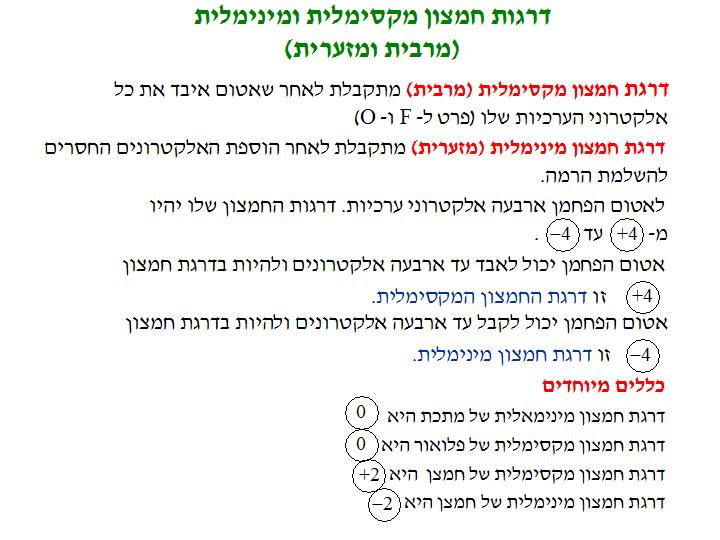 דרגות חמצון מקסימלית ומינימלית
(מרבית ומזערית)
דרגת חמצון מקסימלית (מרבית) מתקבלת לאחר שאטום איבד את כל
אלקטרוני הערכיות שלו (פרט ל- F ו- O)
דרגת חמצון מינימלית (מזערית) מתקבלת לאחר הוספת האלקטרונים החסרים
להשלמת הרמה.
לאטום הפחמן ארבעה אלקטרוני ערכיות. דרגות החמצון שלו יהיו
מ- +4 עד –4 .
אטום הפחמן יכול לאבד עד ארבעה אלקטרונים ולהיות בדרגת חמצון
+4 זו דרגת החמצון המקסימלית.
אטום הפחמן יכול לקבל עד ארבעה אלקטרונים ולהיות בדרגת חמצון
–4 זו דרגת חמצון מינימלית.
כללים מיוחדים
דרגת חמצון מינימאלית של מתכת היא 0
דרגת חמצון מקסימלית של פלואור היא 0
דרגת חמצון מקסימלית של חמצן היא +2
דרגת חמצון מינימלית של חמצן היא –2